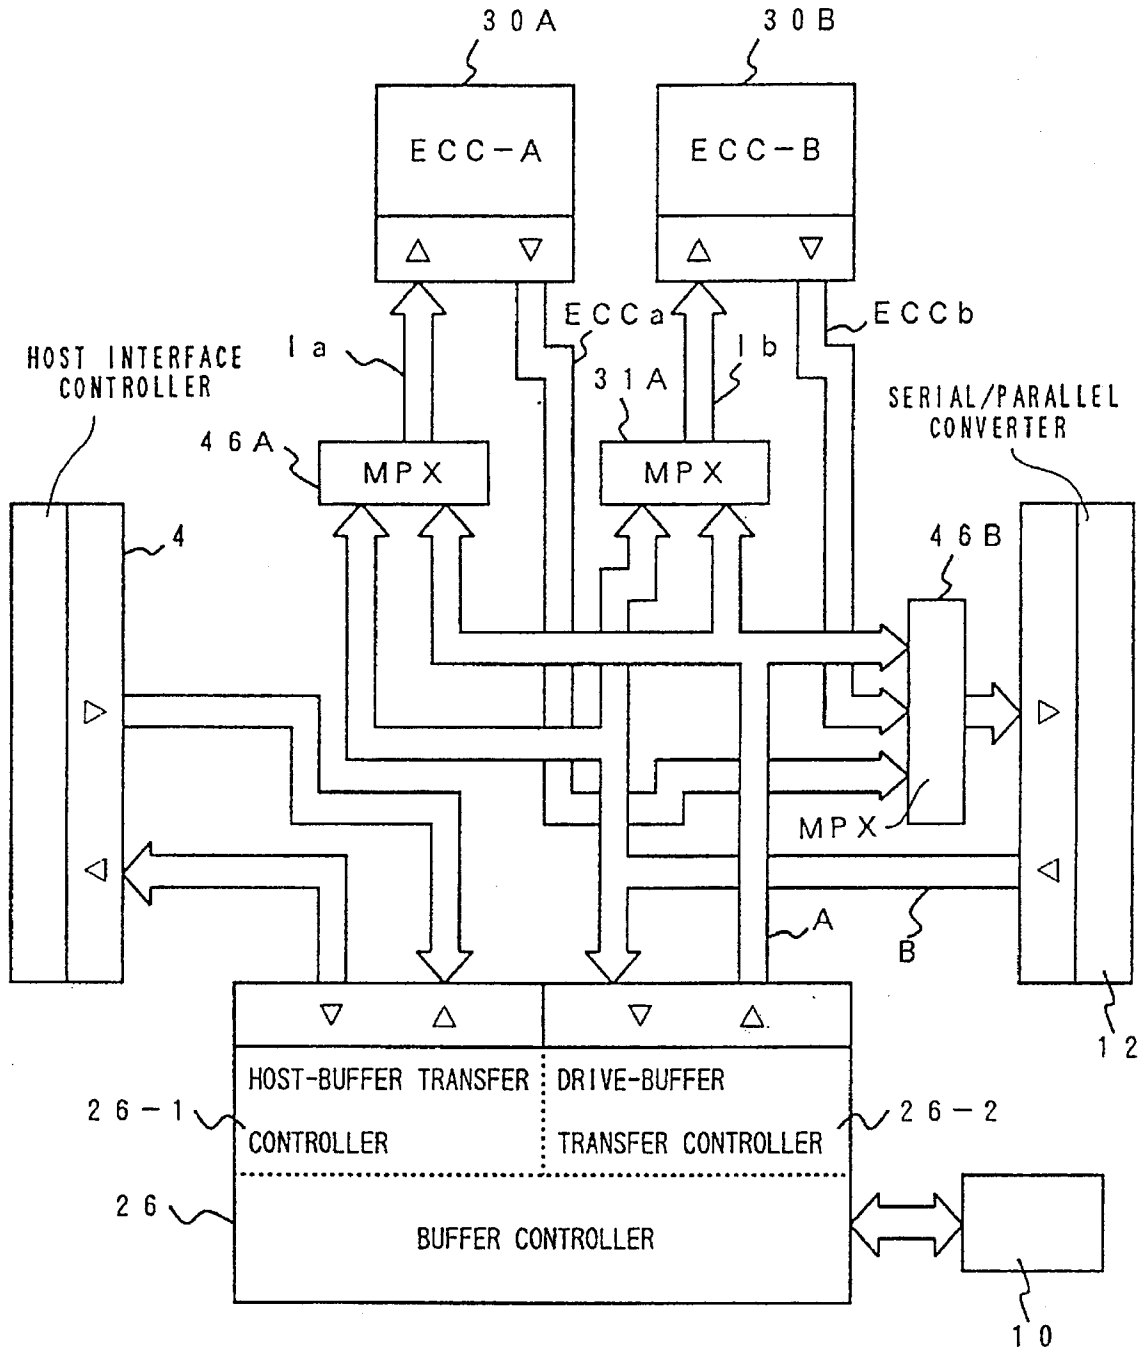 30A
30B
ECC-A
ECC-B
ECCa
ECCb
Ia
Ib
HOST INTERFACE
CONTROLLER
31A
SERIAL/PARALLEL
CONVERTER
46A
MPX
MPX
4
46B
MPX
A
B
12
HOST-BUFFER TRANSFER
CONTROLLER
DRIVE-BUFFER
TRANSFER CONTROLLER
26-1
26-2
26
BUFFER CONTROLLER
10